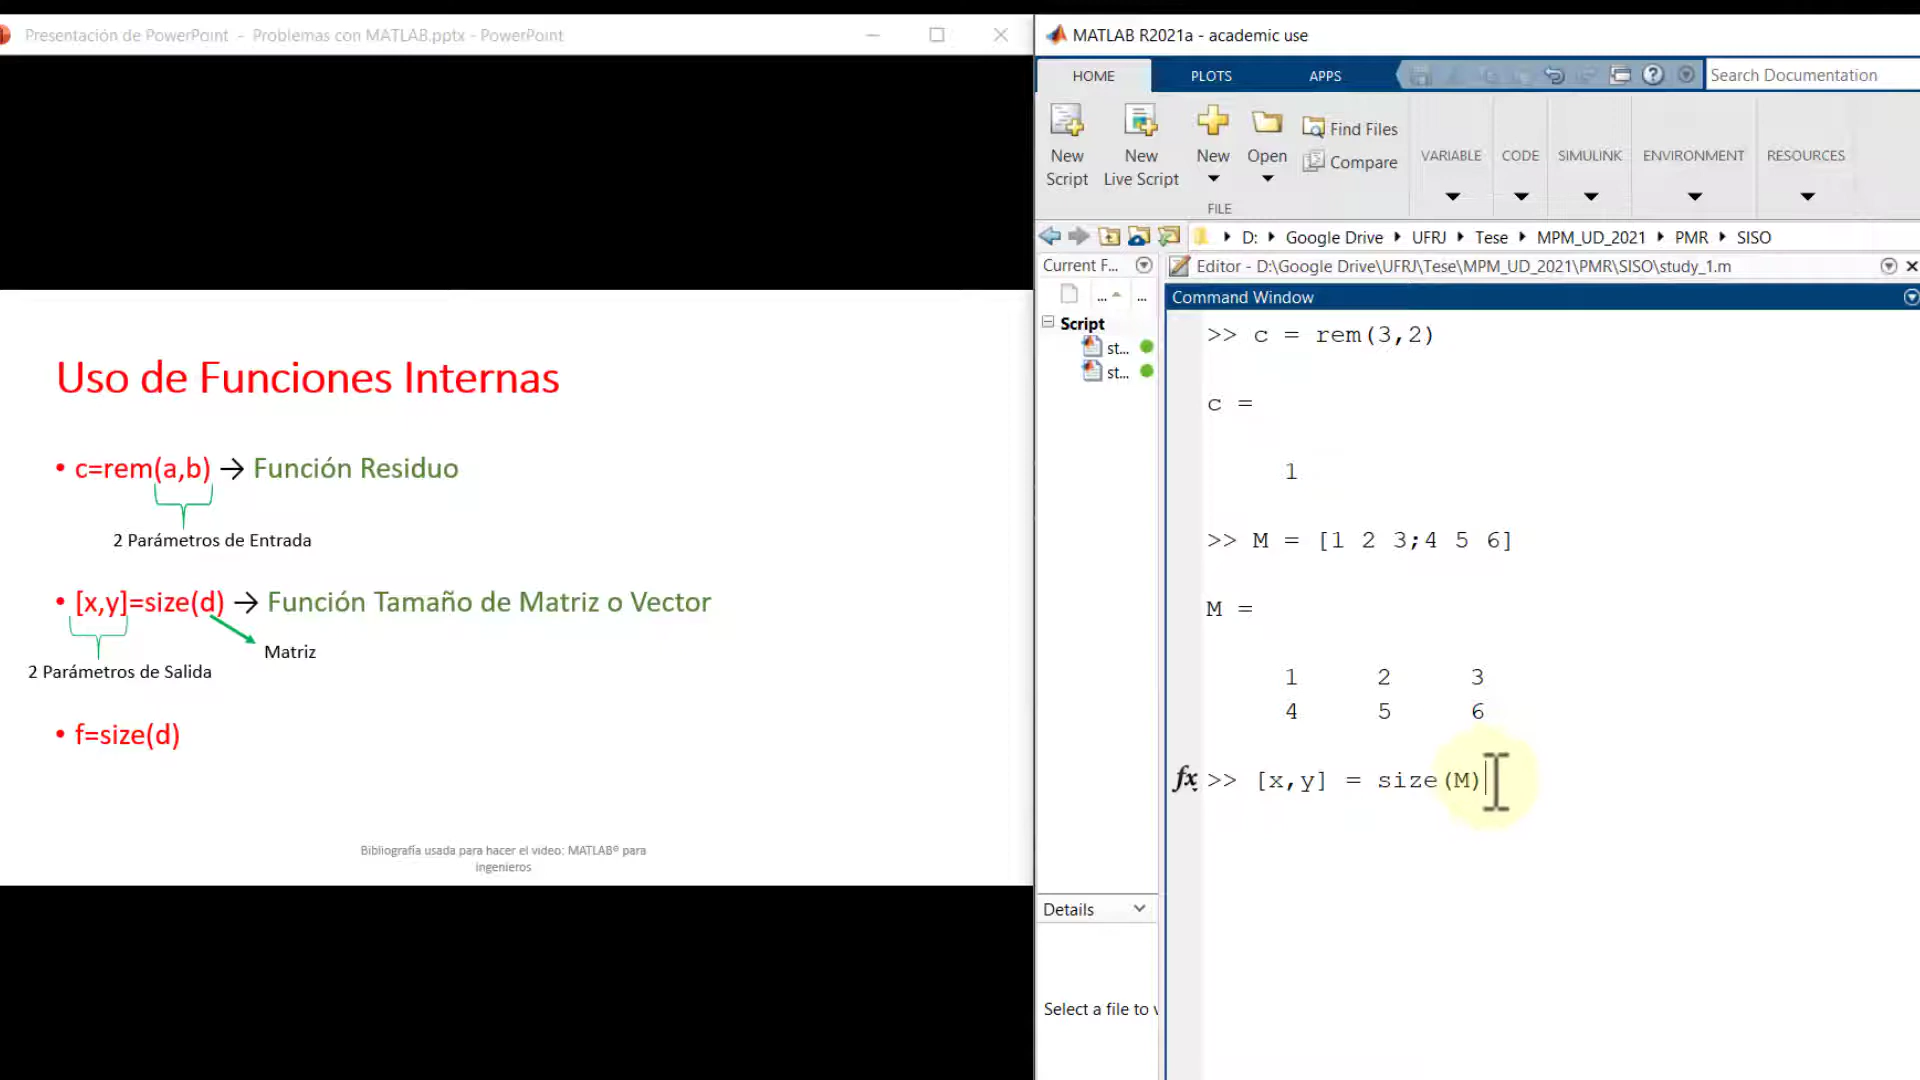 Presentación de PowerPoint - Problemas con MATLAB.pptx - PowerPoint
Uso de Funciones Internas
• c=rem(a,b) → Función Residuo
2 Parámetros de Entrada
• [x,y]=size(d) → Función Tamaño de Matriz o Vector
Matriz
2 Parámetros de Salida
• f=size(d)
Bibliografía usada para hacer el video: MATLAB® para
ingenieros
MATLAB R2021a - academic use
HOME PLOTS APPS
Search Documentation
New
Script
New
Live Script
New
Open
Find Files
Compare
FILE
VARIABLE CODE SIMULINK ENVIRONMENT RESOURCES
D: Google Drive UFRJ Tese MPM_UD_2021 PMR SISO
Current F...
... ...
Script
st...
st...
Details
Select a file to v
Editor - D:\Google Drive\UFRJ\Tese\MPM_UD_2021\PMR\SISO\study_1.m
Command Window
>> c = rem(3,2)
c =
1
>> M = [1 2 3;4 5 6]
M =
1 2 3
4 5 6
fx >> [x,y] = size(M)